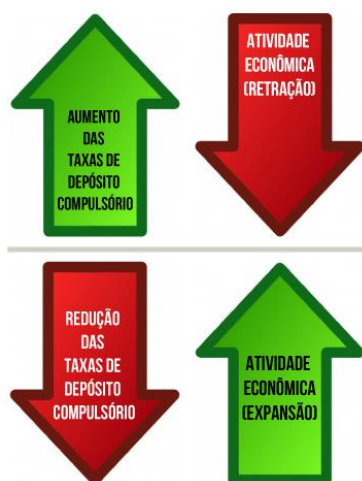 AUMENTO
DAS
TAXAS DE
DEPÓSITO
COMPULSÓRIO
ATIVIDADE
ECONÔMICA
(RETRAÇÃO)
REDUÇÃO
DAS
TAXAS DE
DEPÓSITO
COMPULSÓRIO
ATIVIDADE
ECONÔMICA
(EXPANSÃO)